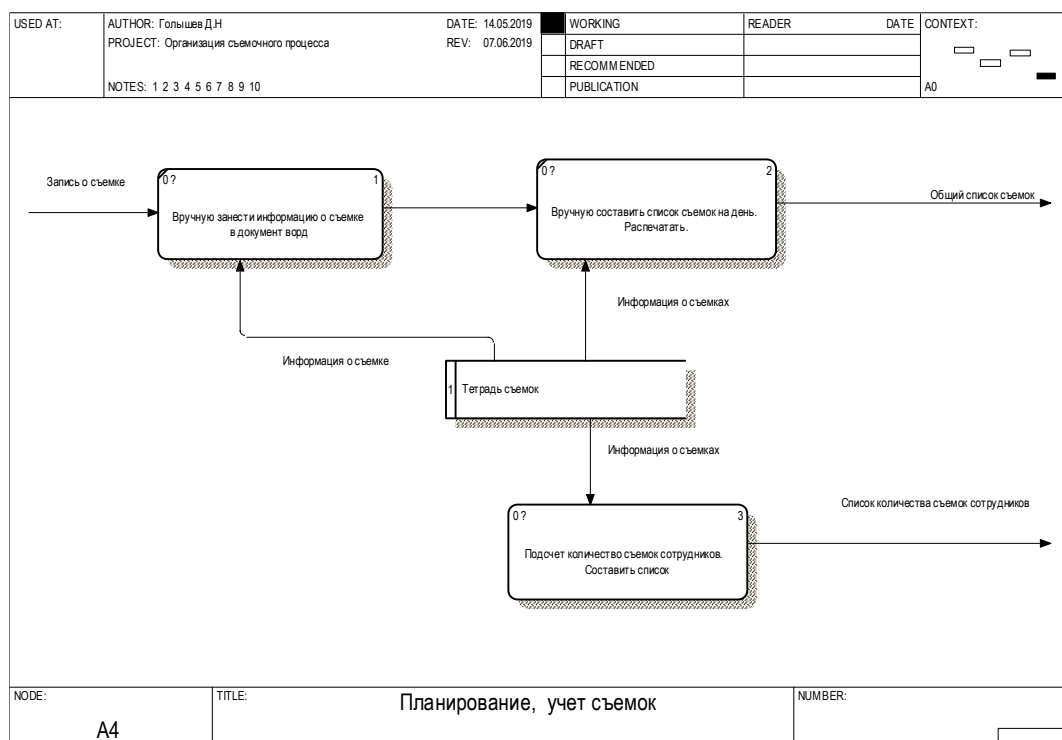 USED AT:
AUTHOR: Голышев Д.Н
DATE: 14.05.2019
WORKING
READER
DATE
CONTEXT:
PROJECT: Организация съемочного процесса
REV: 07.06.2019
DRAFT
RECOMMENDED
NOTES: 1 2 3 4 5 6 7 8 9 10
PUBLICATION
A0
Запись о съемке
0 ?
1
Вручную занести информацию о съемке
в документ ворд
0 ?
2
Вручную составить список съемок на день.
Распечатать.
Общий список съемок
Информация о съемках
Информация о съемке
1
Тетрадь съемок
Информация о съемках
0 ?
3
Подсчет количество съемок сотрудников.
Составить список
Список количества съемок сотрудников
NODE:
A4
TITLE:
Планирование, учет съемок
NUMBER: